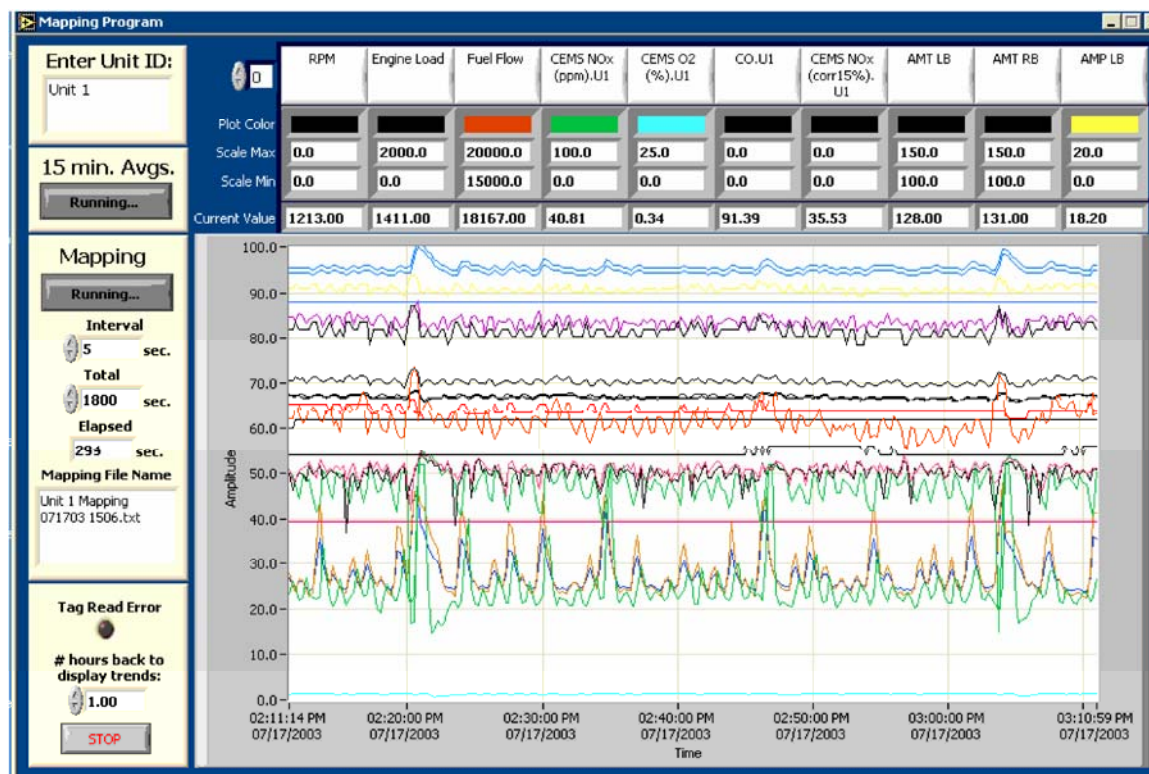 Mapping Program
Enter Unit ID:
Unit 1
15 min. Avgs.
Running...
Mapping
Running...
Interval
5 sec.
Total
1800 sec.
Elapsed
293 sec.
Mapping File Name
Unit 1 Mapping
071703 1506.txt
Tag Read Error
# hours back to
display trends:
1.00
STOP
0
RPM
Engine Load
Fuel Flow
CEMS NOx
(ppm).U1
CEMS O2
(%).U1
CO.U1
CEMS NOx
(corr15%).
U1
AMT LB
AMT RB
AMP LB
Plot Color
Scale Max 0.0 2000.0 20000.0 100.0 25.0 0.0 0.0 150.0 150.0 20.0
Scale Min 0.0 0.0 15000.0 0.0 0.0 0.0 0.0 100.0 100.0 0.0
Current Value 1213.00 1411.00 18167.00 40.81 0.34 91.39 35.53 128.00 131.00 18.20
Amplitude
100.0
90.0
80.0
70.0
60.0
50.0
40.0
30.0
20.0
10.0
0.0
02:11:14 PM 02:20:00 PM 02:30:00 PM 02:40:00 PM 02:50:00 PM 03:00:00 PM 03:10:59 PM
07/17/2003 07/17/2003 07/17/2003 07/17/2003 07/17/2003 07/17/2003 07/17/2003
Time